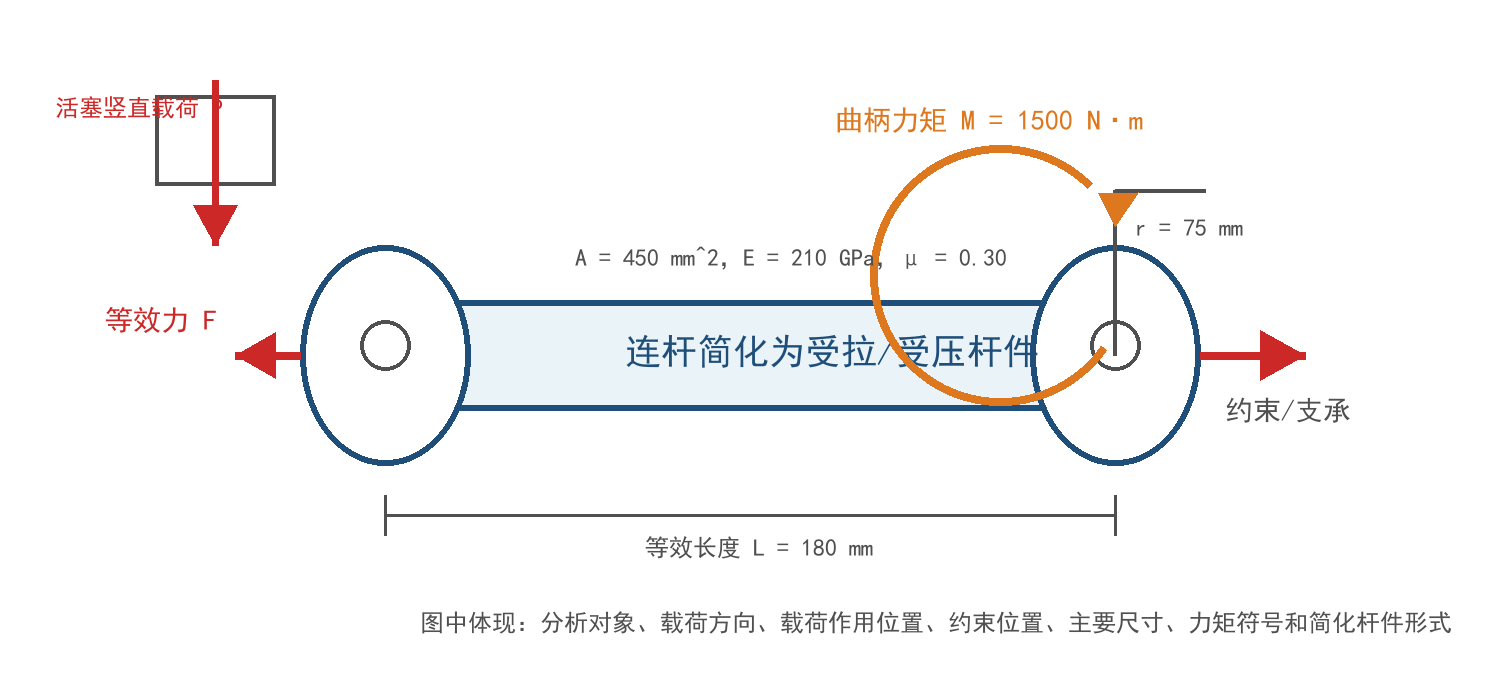 活塞竖直载荷 P
曲柄力矩 M = 1500 N·m
r = 75 mm
A = 450 mm^2, E = 210 GPa, μ = 0.30
等效力 F
连杆简化为受拉/受压杆件
约束/支承
等效长度 L = 180 mm
图中体现：分析对象、载荷方向、载荷作用位置、约束位置、主要尺寸、力矩符号和简化杆件形式